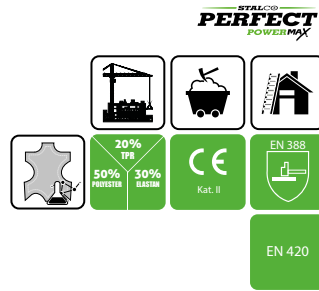 STALCO
PERFECT
POWERMAX
20%
TPR
50%
POLYESTER
30%
ELASTAN
CE
Kat. II
EN 388
EN 420